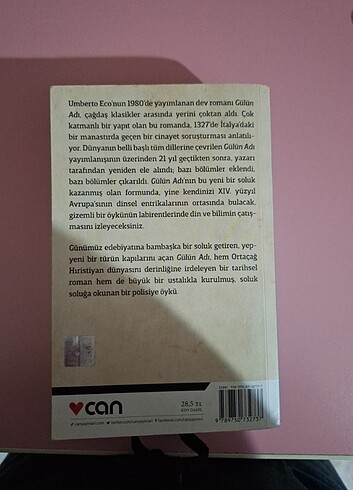 Umberto Eco'nun 1980'de yayımlanan dev romanı Gülün
Adı, çağdaş klasikler arasında yerini çoktan aldı. Çok
katmanlı bir yapıt olan bu romanda, 1327'de İtalya'daki
bir manastırda geçen bir cinayet soruşturması anlatılı-
yor. Dünyanın belli başlı tüm dillerine çevrilen Gülün Adı
yayımlanışının üzerinden 21 yıl geçtikten sonra, yazarı
tarafından yeniden ele alındı; bazı bölümler eklendi,
bazı bölümler çıkarıldı. Gülün Adı'nın bu yeni bir soluk
kazanmış olan formunda, yine kendinizi XIV. yüzyıl
Avrupa'sının dinsel entrikalarının ortasında bulacak,
gizemli bir öykünün labirentlerinde din ve bilimin çatış-
masını izleyeceksiniz.
Günümüz edebiyatına bambaşka bir soluk getiren, yep-
yeni bir türün kapılarını açan Gülün Adı, hem Ortaçağ
Hıristiyan dünyasını derinliğine irdeleyen bir tarihsel
roman hem de büyük bir ustalıkla kurulmuş, soluk
soluğa okunan bir polisiye öykü.
can
28,5 TL
KDV DAHİL
9 789750 732737